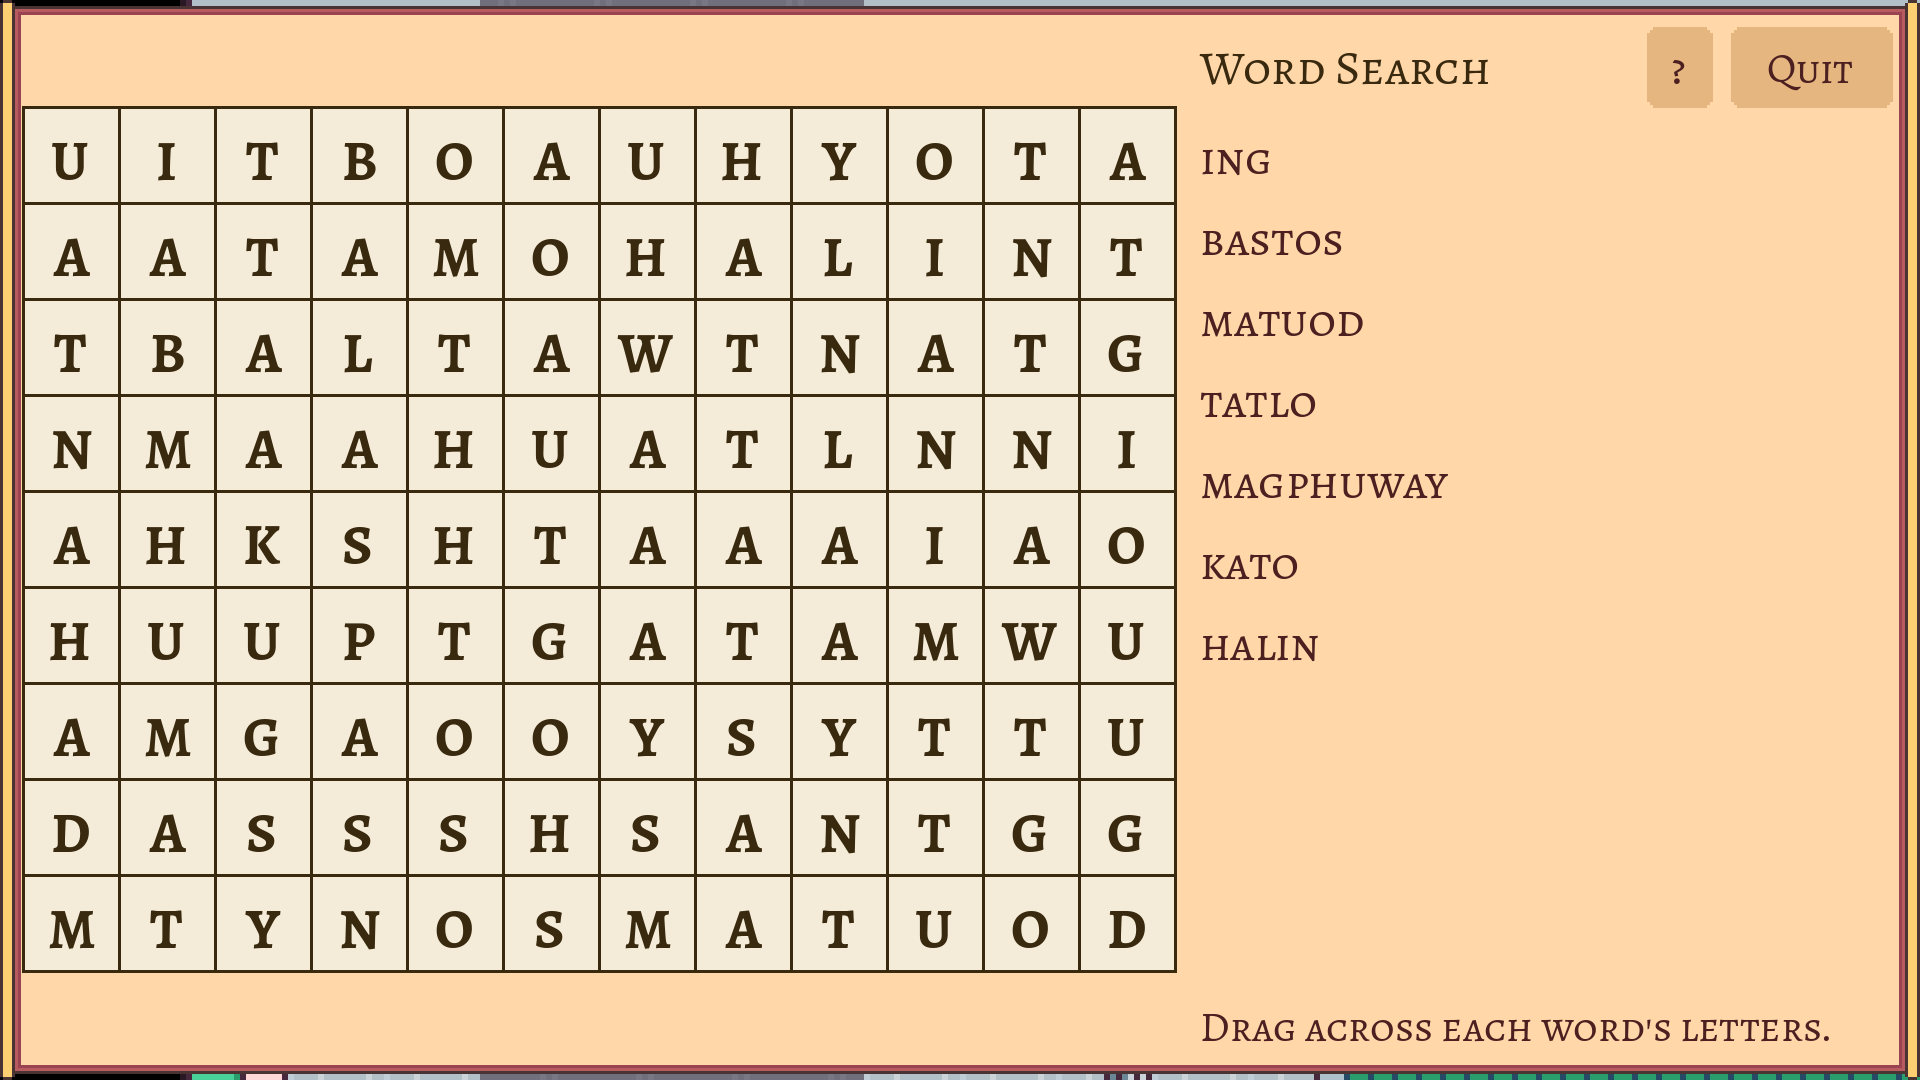 Word Search
?
Quit
U I T B O A U H Y O T A
A A T A M O H A L I N T
T B A L T A W T N A T G
N M A A H U A T L N N I
A H K S H T A A A I A O
H U U P T G A T A M W U
A M G A O O Y S Y T T U
D A S S S H S A N T G G
M T Y N O S M A T U O D
ING
BASTOS
MATUOD
TATLO
MAGPHUWAY
KATO
HALIN
Drag across each word's letters.